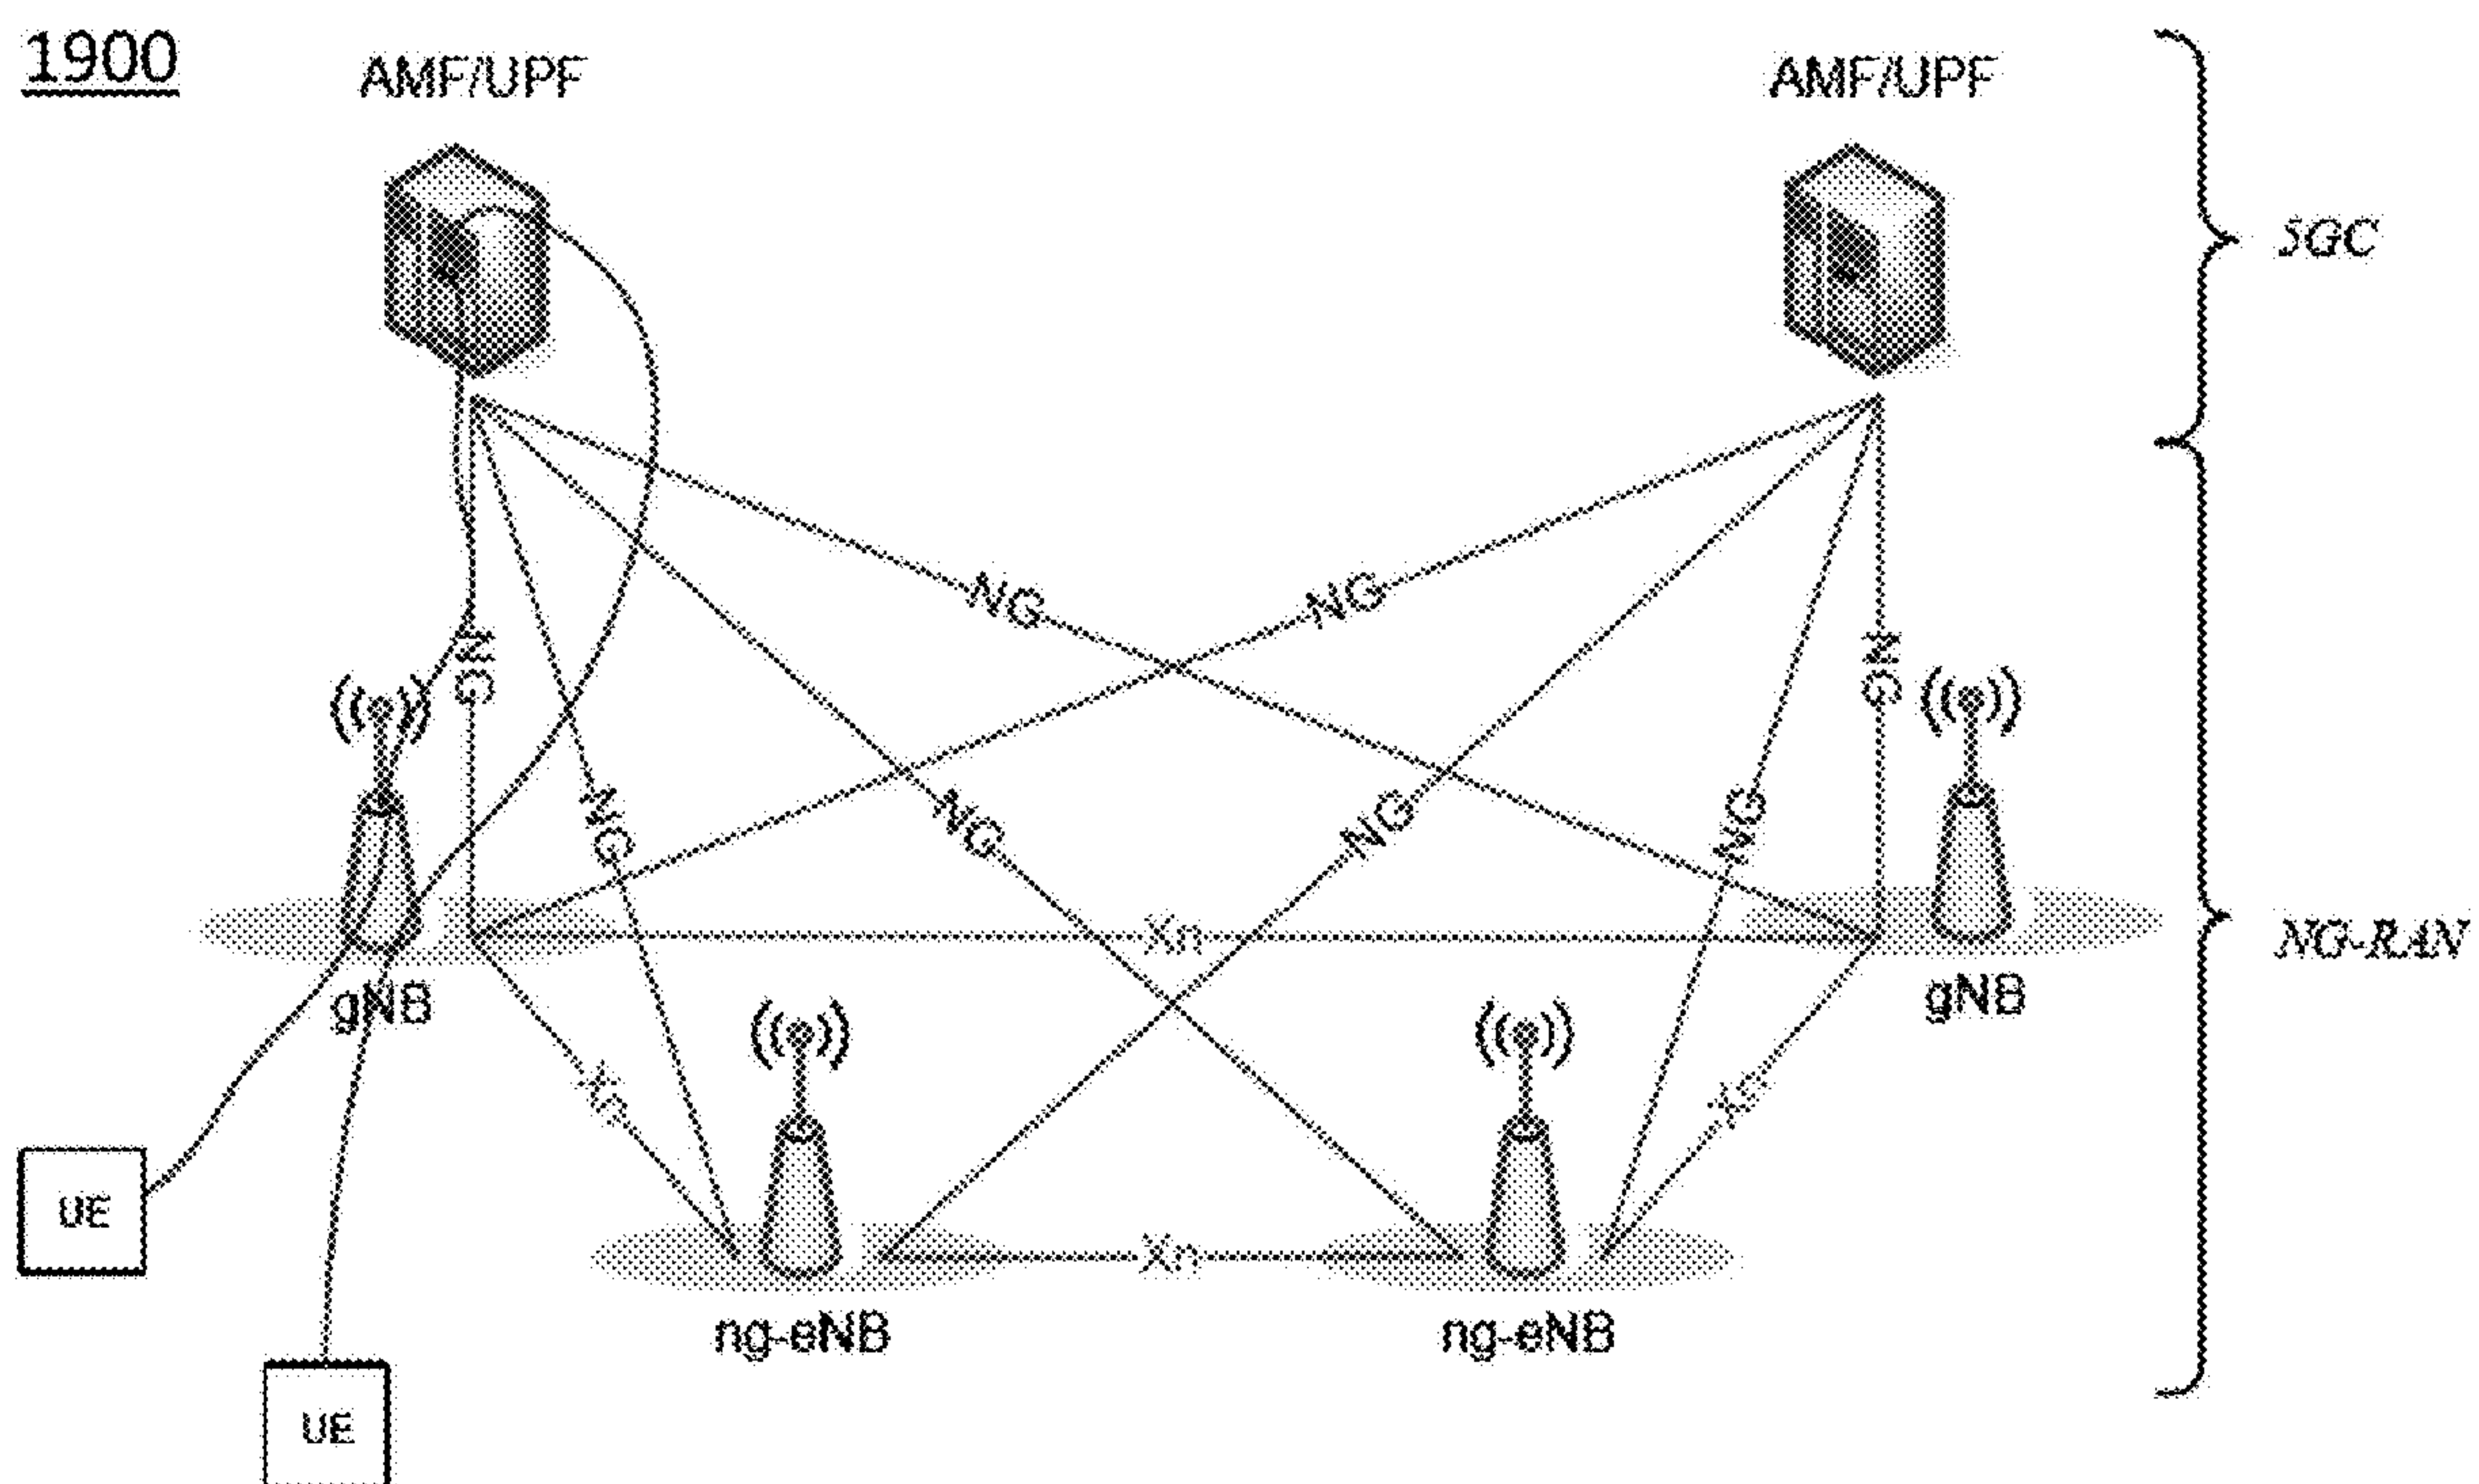 1900
AMF/UPF
AMF/UPF
5GC
NG
NG
NG
NG
NG
NG
NG
NG
Xn
NG-RAN
gNB
gNB
Xn
Xn
UE
Xn
ng-eNB
ng-eNB
UE